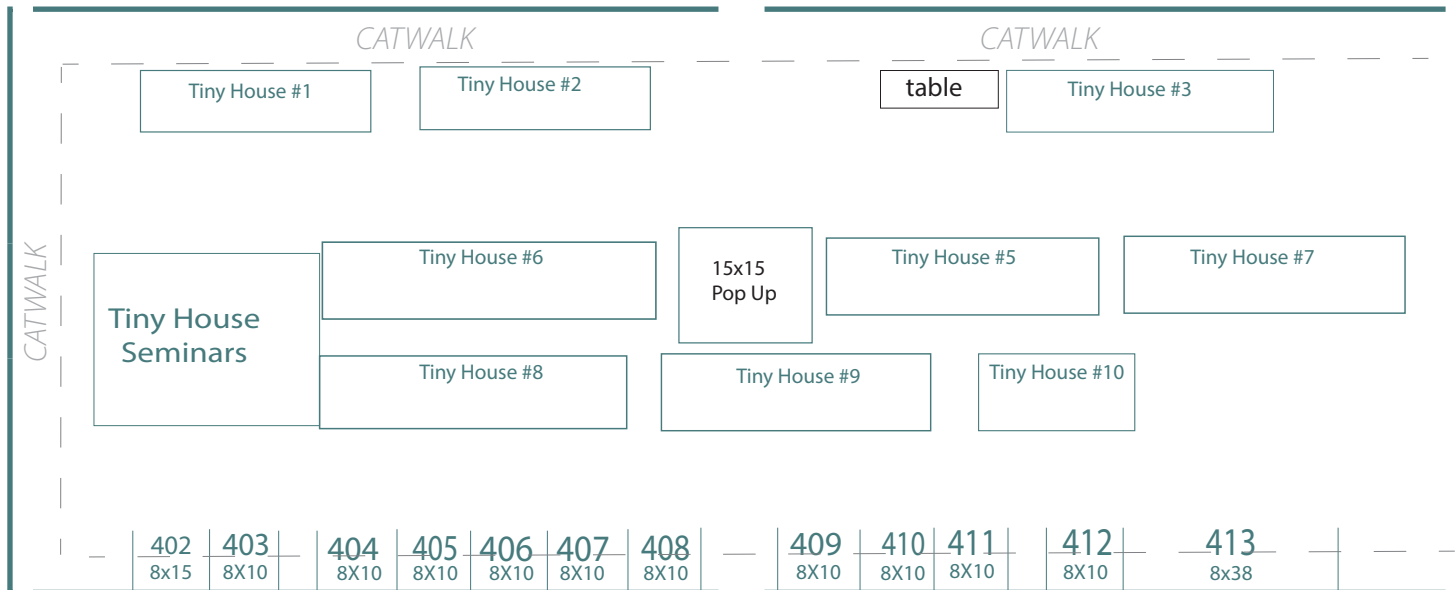 CATWALK
CATWALK
Tiny House #1
Tiny House #2
table
Tiny House #3
CATWALK
Tiny House #6
15x15
Pop Up
Tiny House #5
Tiny House #7
Tiny House
Seminars
Tiny House #8
Tiny House #9
Tiny House #10
402
8x15
403
8X10
404
8X10
405
8X10
406
8X10
407
8X10
408
8X10
409
8X10
410
8X10
411
8X10
412
8X10
413
8x38